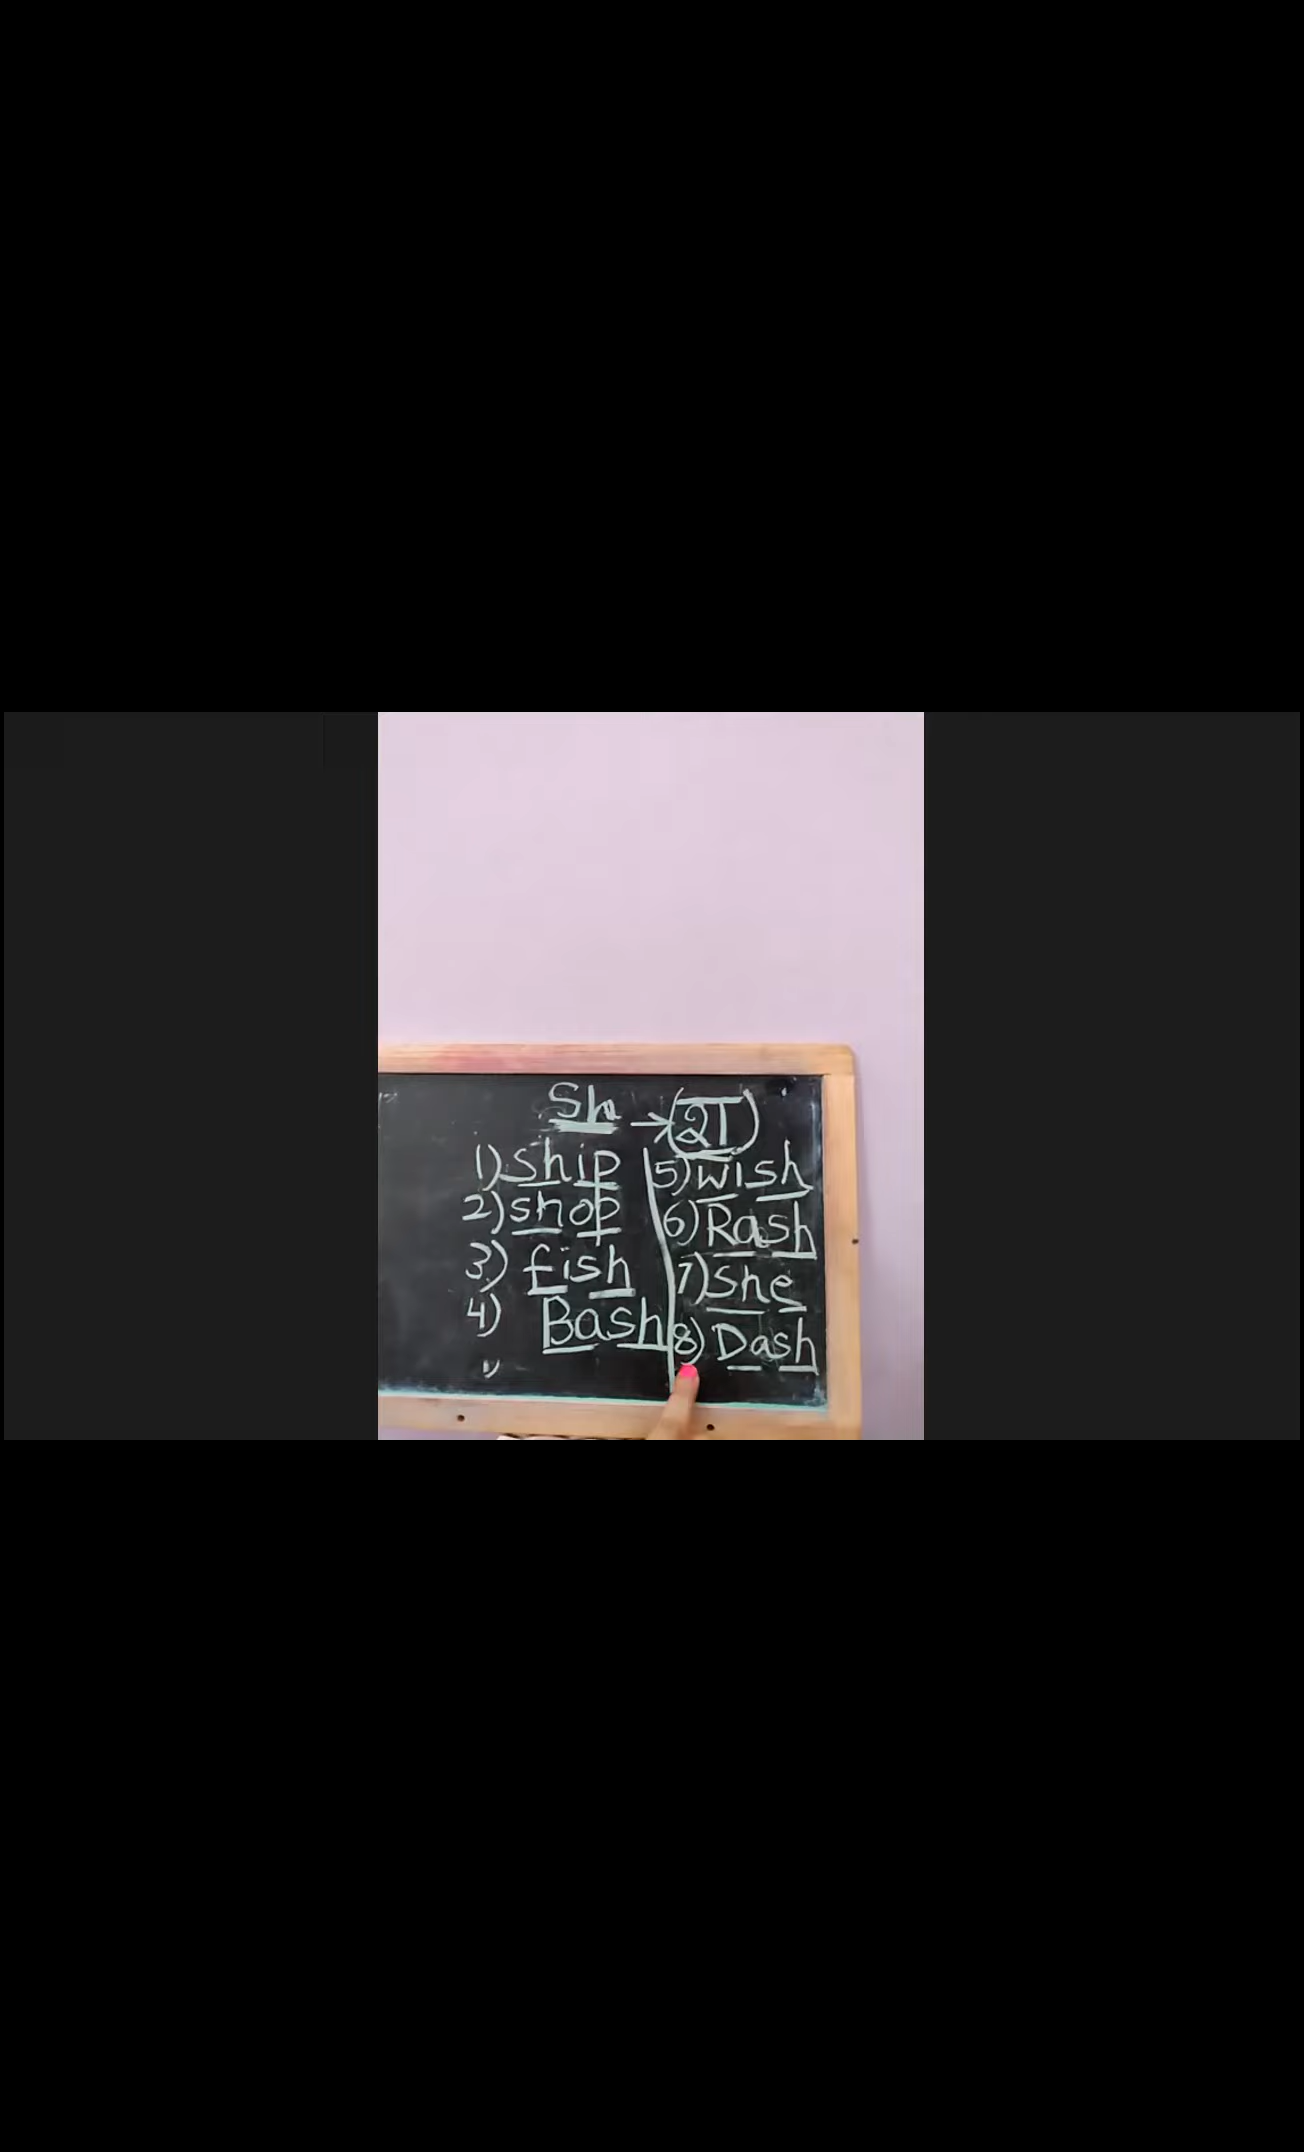 Sh → (श)
1) ship
2) shop
3) fish
4) Bash
5) wish
6) Rash
7) She
8) Dash